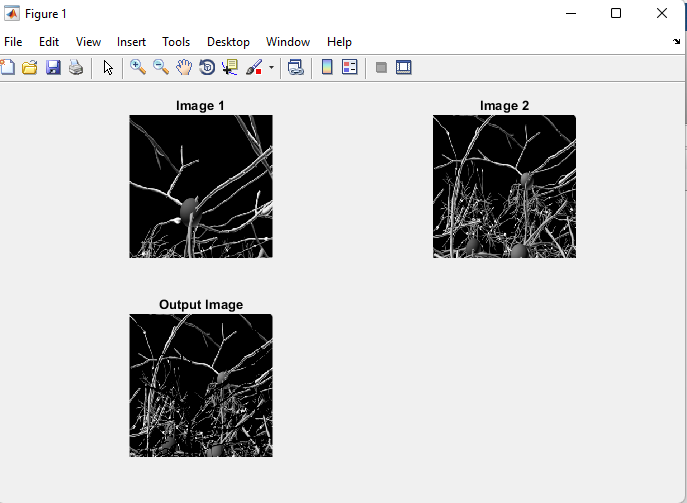 Figure 1
File Edit View Insert Tools Desktop Window Help
Image 1 Image 2
Output Image